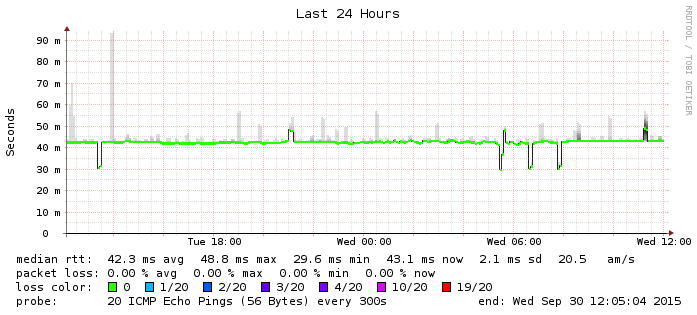 Last 24 Hours
RRDTOOL / TOBI OETIKER
Seconds
90 m
80 m
70 m
60 m
50 m
40 m
30 m
20 m
10 m
0
Tue 18:00 Wed 00:00 Wed 06:00 Wed 12:00
median rtt: 42.3 ms avg 48.8 ms max 29.6 ms min 43.1 ms now 2.1 ms sd 20.5 am/s
packet loss: 0.00 % avg 0.00 % max 0.00 % min 0.00 % now
loss color: 0 1/20 2/20 3/20 4/20 10/20 19/20
probe: 20 ICMP Echo Pings (56 Bytes) every 300s end: Wed Sep 30 12:05:04 2015